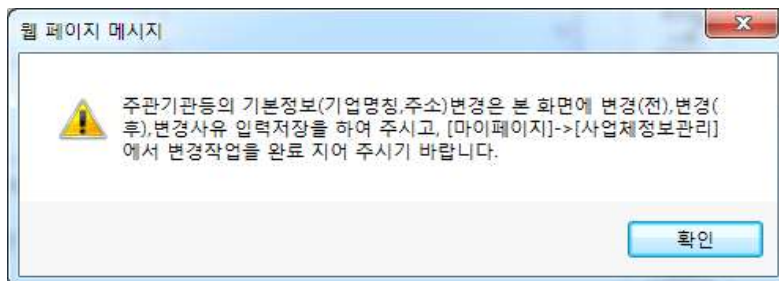 웹 페이지 메시지
주관기관등의 기본정보(기업명칭,주소)변경은 본 화면에 변경(전),변경(
후),변경사유 입력저장을 하여 주시고, [마이페이지]->[사업체정보관리]
에서 변경작업을 완료 지어 주시기 바랍니다.
확인